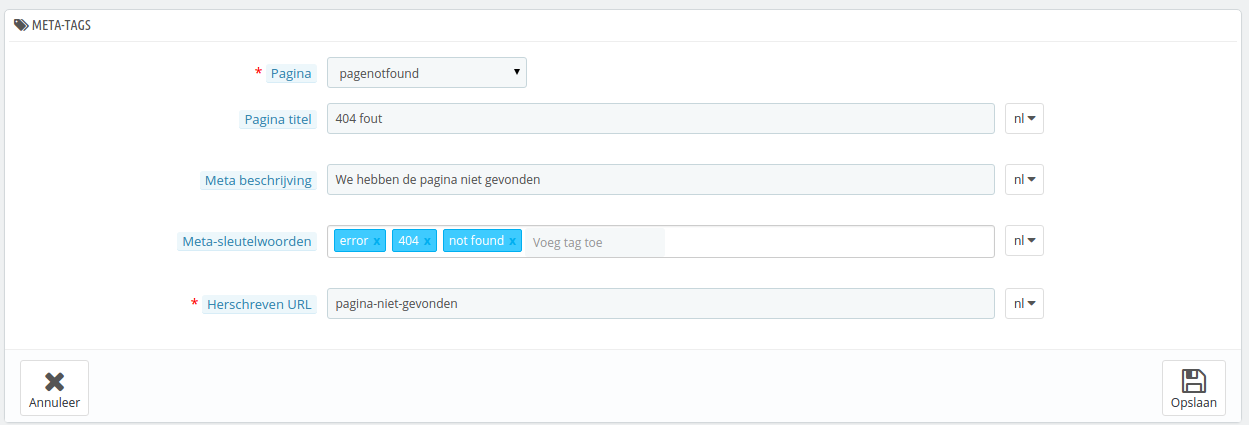 META-TAGS
* Pagina pagenotfound
Pagina titel 404 fout nl
Meta beschrijving We hebben de pagina niet gevonden nl
Meta-sleutelwoorden error x 404 x not found x Voeg tag toe nl
* Herschreven URL pagina-niet-gevonden nl
Annuleer Opslaan